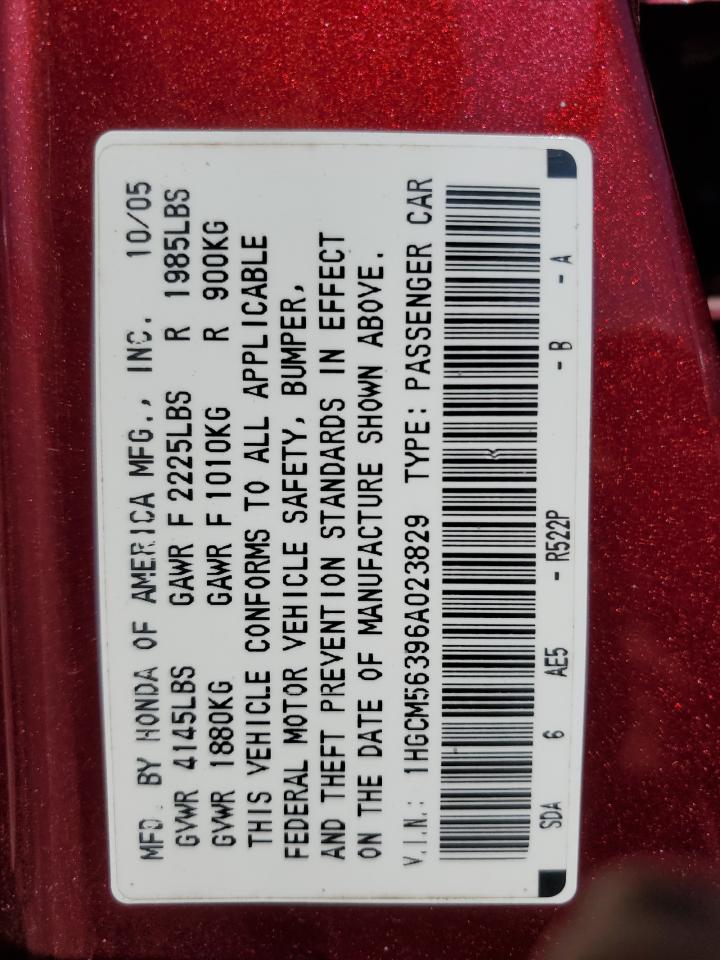 MFD. BY HONDA OF AMERICA MFG., INC. 10/05
GVWR 4145LBS GAWR F 2225LBS R 1985LBS
GVWR 1880KG GAWR F 1010KG R 900KG
THIS VEHICLE CONFORMS TO ALL APPLICABLE
FEDERAL MOTOR VEHICLE SAFETY, BUMPER,
AND THEFT PREVENTION STANDARDS IN EFFECT
ON THE DATE OF MANUFACTURE SHOWN ABOVE.
V.I.N.: 1HGCM56396A023829 TYPE: PASSENGER CAR
SDA 6 AE5 - R522P - B - A